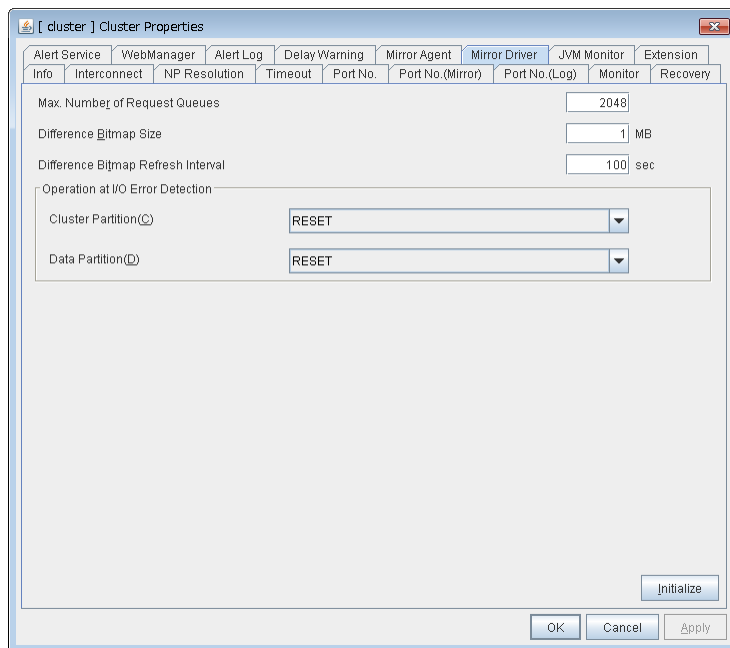 [ cluster ] Cluster Properties
Alert Service WebManager Alert Log Delay Warning Mirror Agent Mirror Driver JVM Monitor Extension
Info Interconnect NP Resolution Timeout Port No. Port No.(Mirror) Port No.(Log) Monitor Recovery
Max. Number of Request Queues 2048
Difference Bitmap Size 1 MB
Difference Bitmap Refresh Interval 100 sec
Operation at I/O Error Detection
Cluster Partition(C) RESET
Data Partition(D) RESET
Initialize
OK Cancel Apply